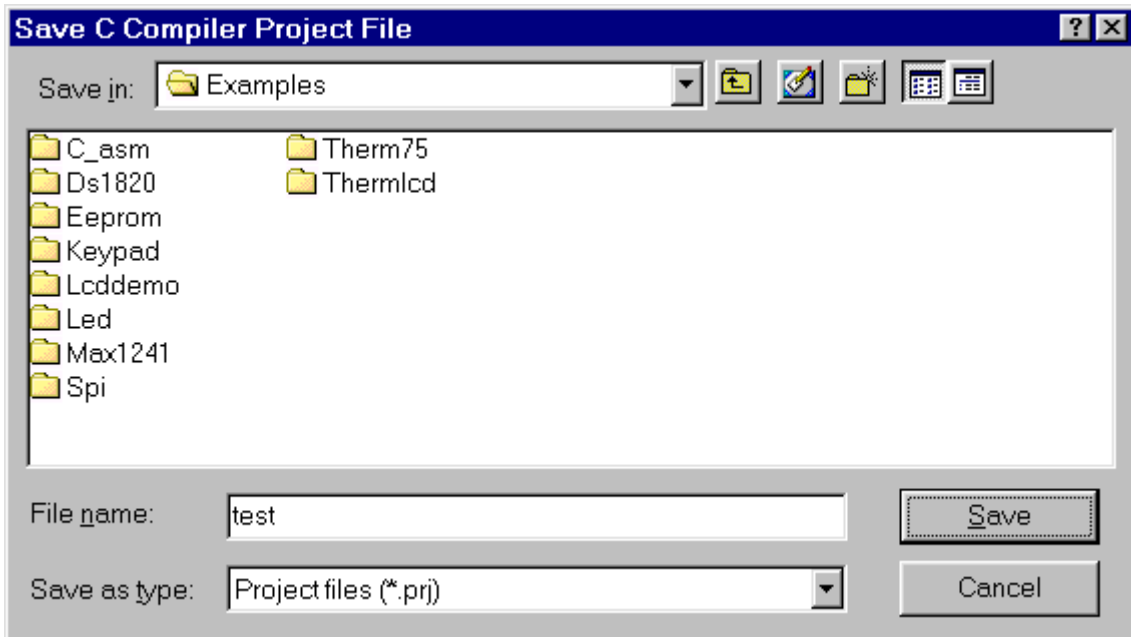 Save C Compiler Project File
Save in: Examples
C_asm Therm75
Ds1820 Thermlcd
Eeprom
Keypad
Lcddemo
Led
Max1241
Spi
File name: test Save
Save as type: Project files (*.prj) Cancel